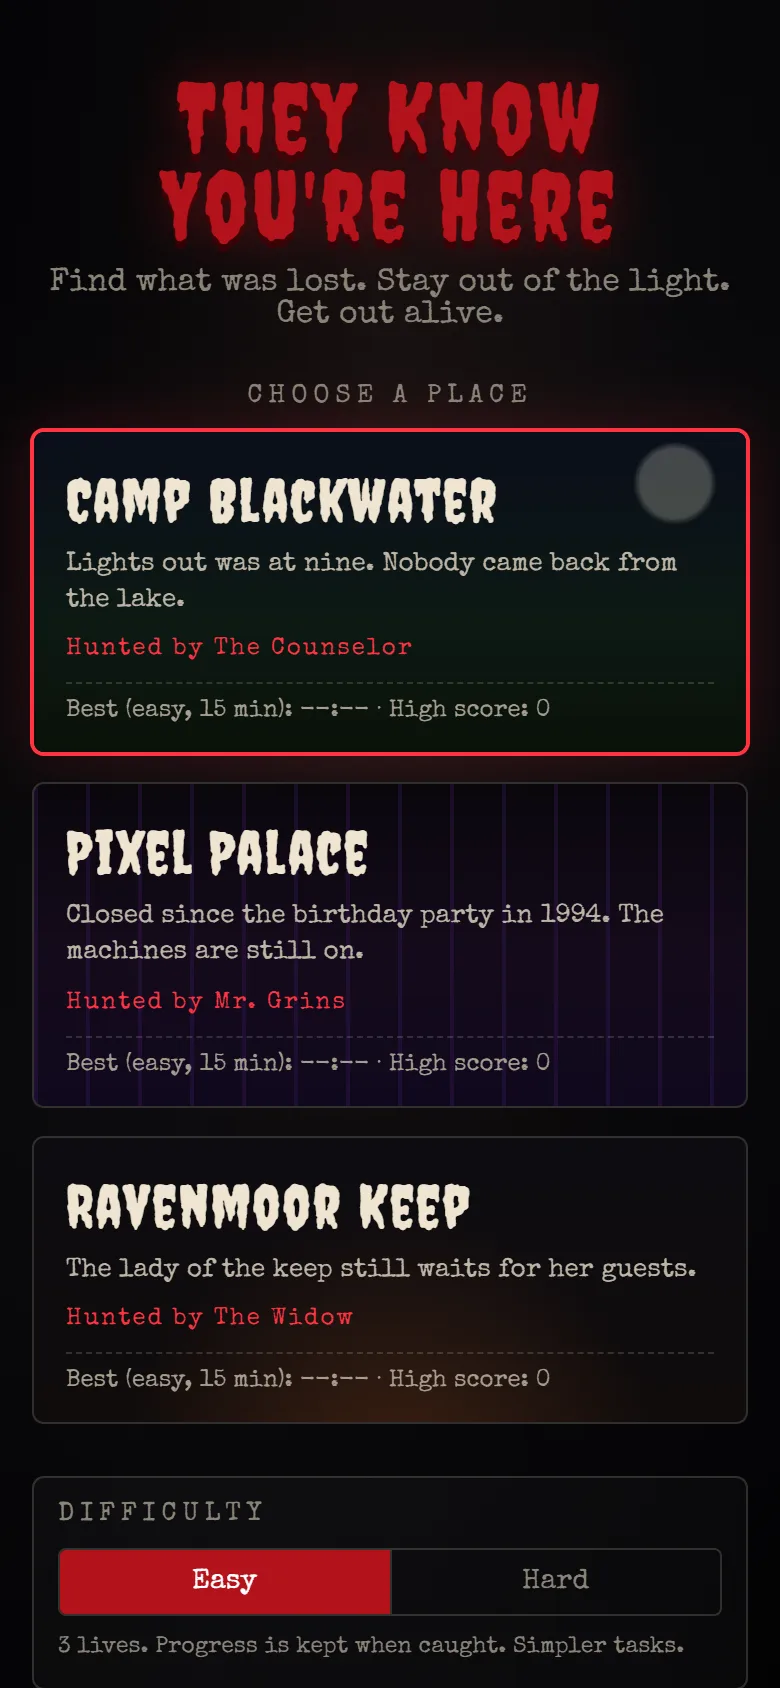 THEY KNOW
YOU'RE HERE
Find what was lost. Stay out of the light.
Get out alive.
CHOOSE A PLACE
CAMP BLACKWATER
Lights out was at nine. Nobody came back from
the lake.
Hunted by The Counselor
Best (easy, 15 min): --:-- · High score: 0
PIXEL PALACE
Closed since the birthday party in 1994. The
machines are still on.
Hunted by Mr. Grins
Best (easy, 15 min): --:-- · High score: 0
RAVENMOOR KEEP
The lady of the keep still waits for her guests.
Hunted by The Widow
Best (easy, 15 min): --:-- · High score: 0
DIFFICULTY
Easy Hard
3 lives. Progress is kept when caught. Simpler tasks.